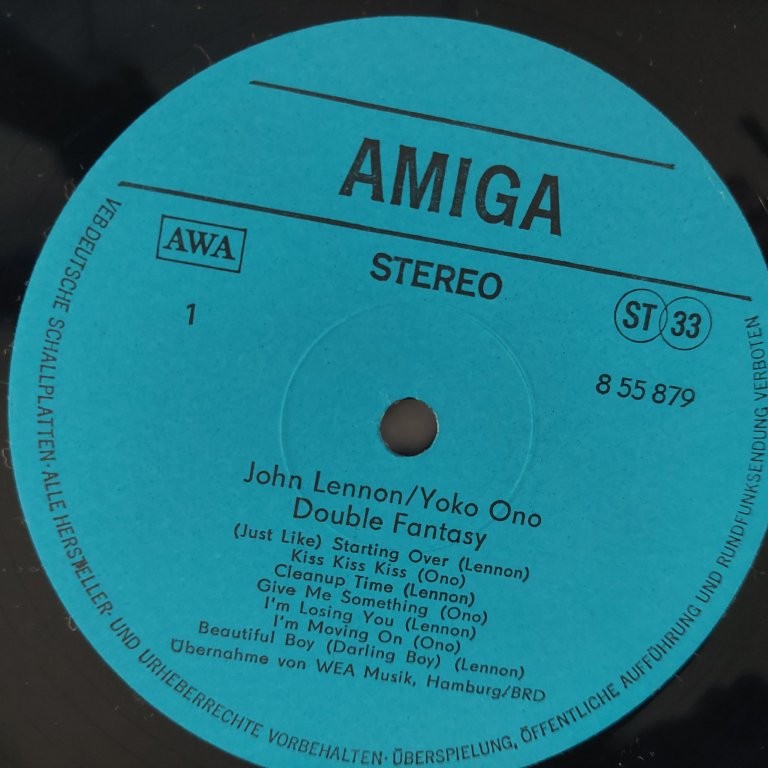 AMIGA
AWA
STEREO
1
ST 33
8 55 879
John Lennon/Yoko Ono
Double Fantasy
(Just Like) Starting Over (Lennon)
Kiss Kiss Kiss (Ono)
Cleanup Time (Lennon)
Give Me Something (Ono)
I'm Losing You (Lennon)
I'm Moving On (Ono)
Beautiful Boy (Darling Boy) (Lennon)
Übernahme von WEA Musik, Hamburg/BRD
VEB DEUTSCHE SCHALLPLATTEN · ALLE HERSTELLER- UND URHEBERRECHTE VORBEHALTEN · ÜBERSPIELUNG, ÖFFENTLICHE AUFFÜHRUNG UND RUNDFUNKSENDUNG VERBOTEN